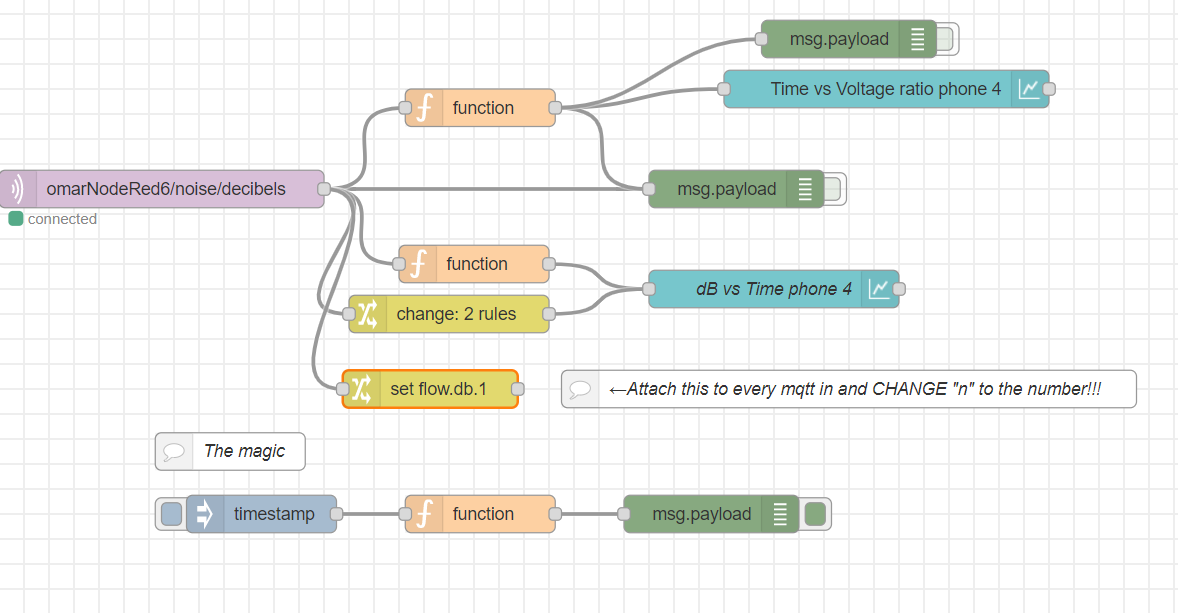 msg.payload
Time vs Voltage ratio phone 4
function
omarNodeRed6/noise/decibels
msg.payload
connected
function
dB vs Time phone 4
change: 2 rules
set flow.db.1
←Attach this to every mqtt in and CHANGE "n" to the number!!!
The magic
timestamp
function
msg.payload